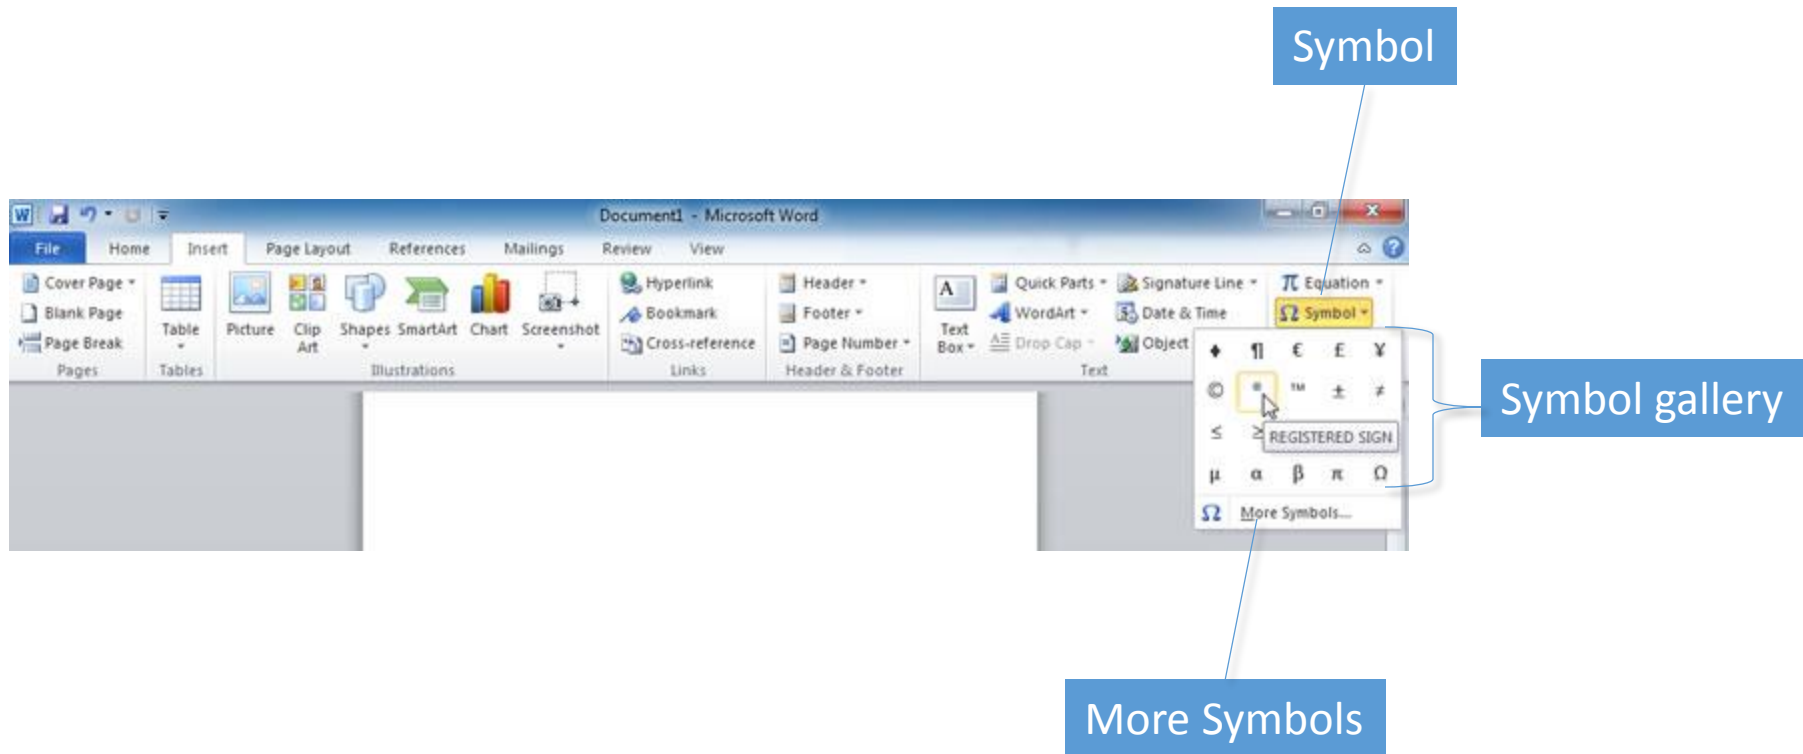 Symbol
Document1 - Microsoft Word
File Home Insert Page Layout References Mailings Review View
Cover Page
Blank Page
Page Break
Pages
Table
Tables
Picture
Clip Art
Shapes
SmartArt
Chart
Screenshot
Illustrations
Hyperlink
Bookmark
Cross-reference
Links
Header
Footer
Page Number
Header & Footer
A
Text Box
Quick Parts
WordArt
Drop Cap
Signature Line
Date & Time
Object
Text
π Equation
Ω Symbol
♦ ¶ € £ ¥
© ® ™ ± ≠
≤ ≥
REGISTERED SIGN
µ α β π Ω
Ω More Symbols...
Symbol gallery
More Symbols